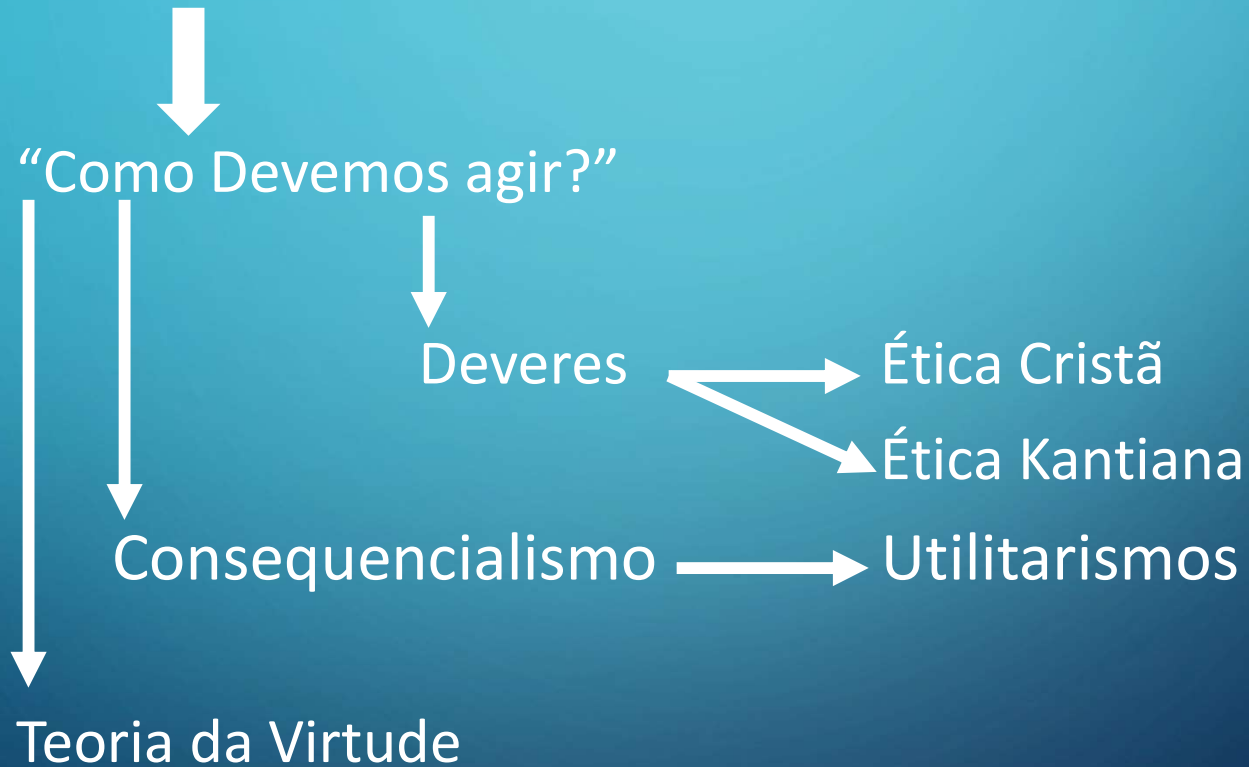 “Como Devemos agir?”
Deveres
Ética Cristã
Ética Kantiana
Consequencialismo
Utilitarismos
Teoria da Virtude